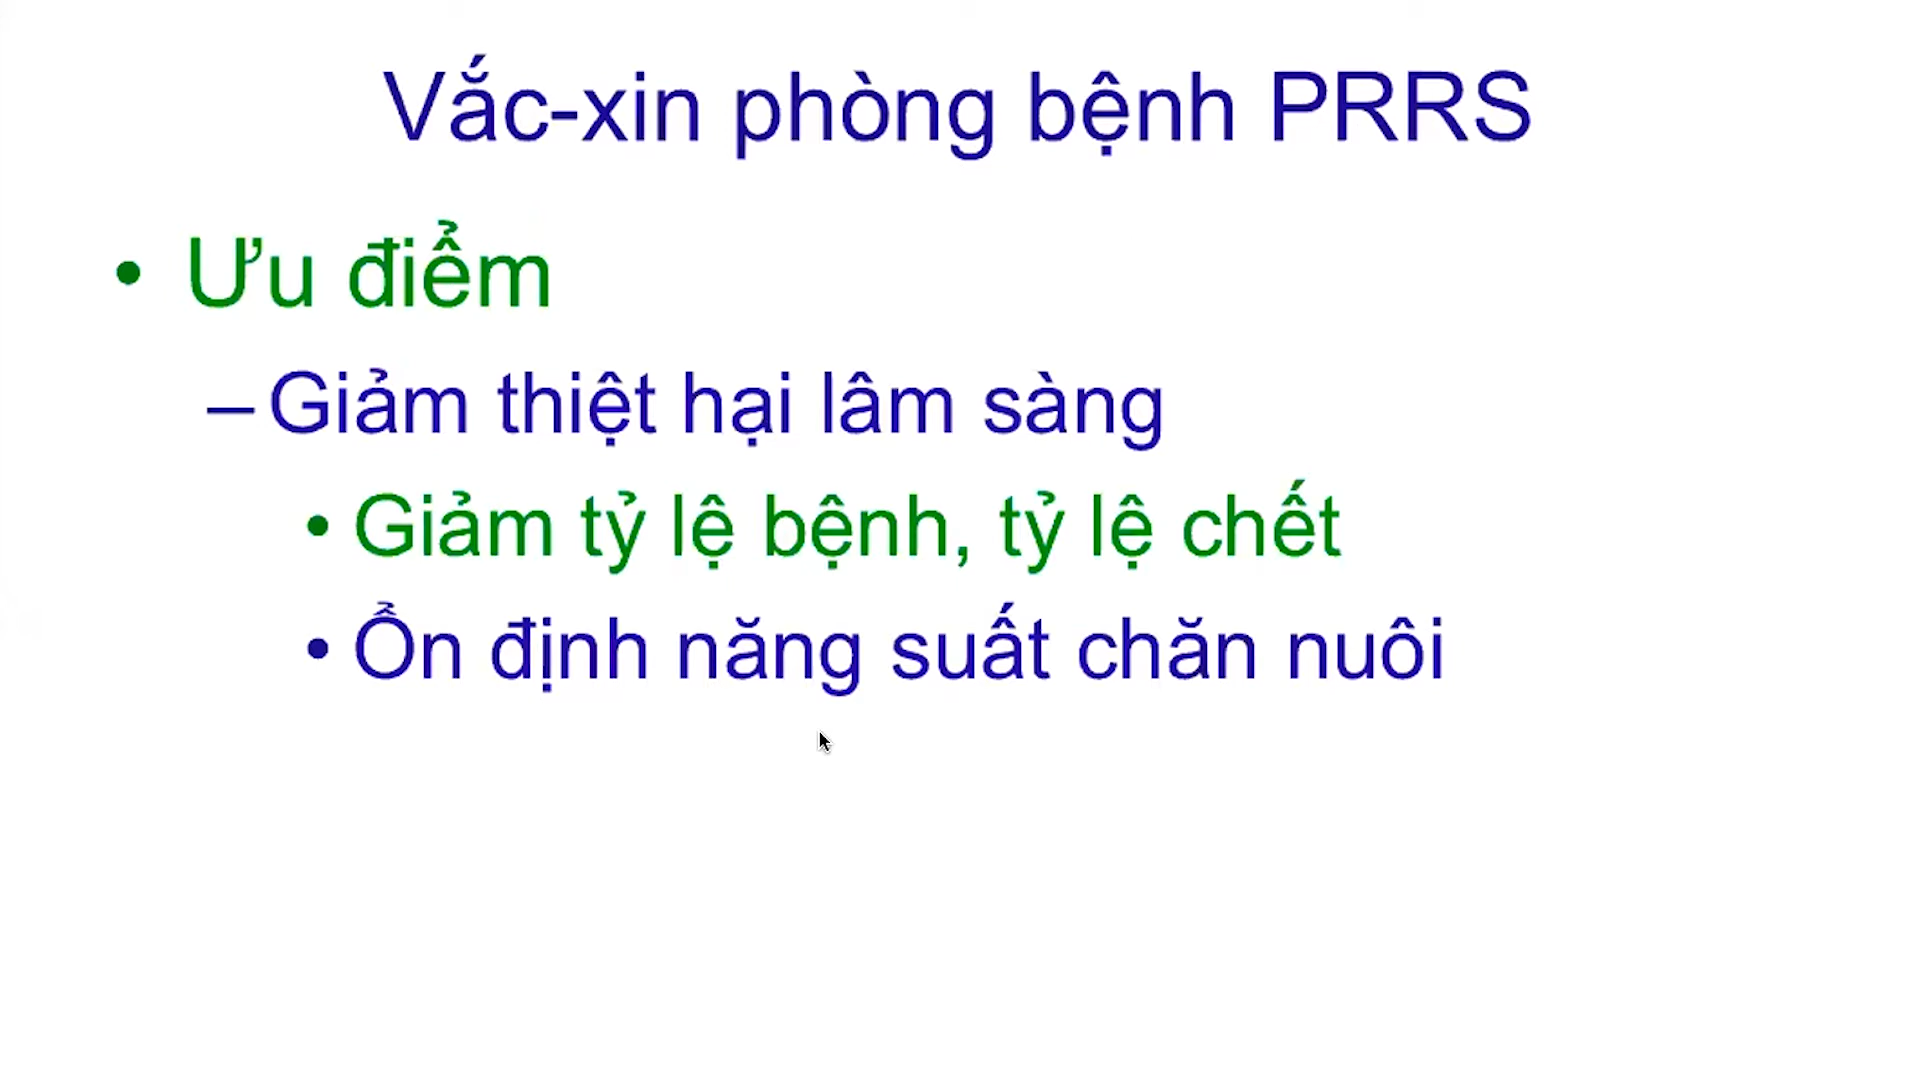 Vắc-xin phòng bệnh PRRS
• Ưu điểm
– Giảm thiệt hại lâm sàng
• Giảm tỷ lệ bệnh, tỷ lệ chết
• Ổn định năng suất chăn nuôi